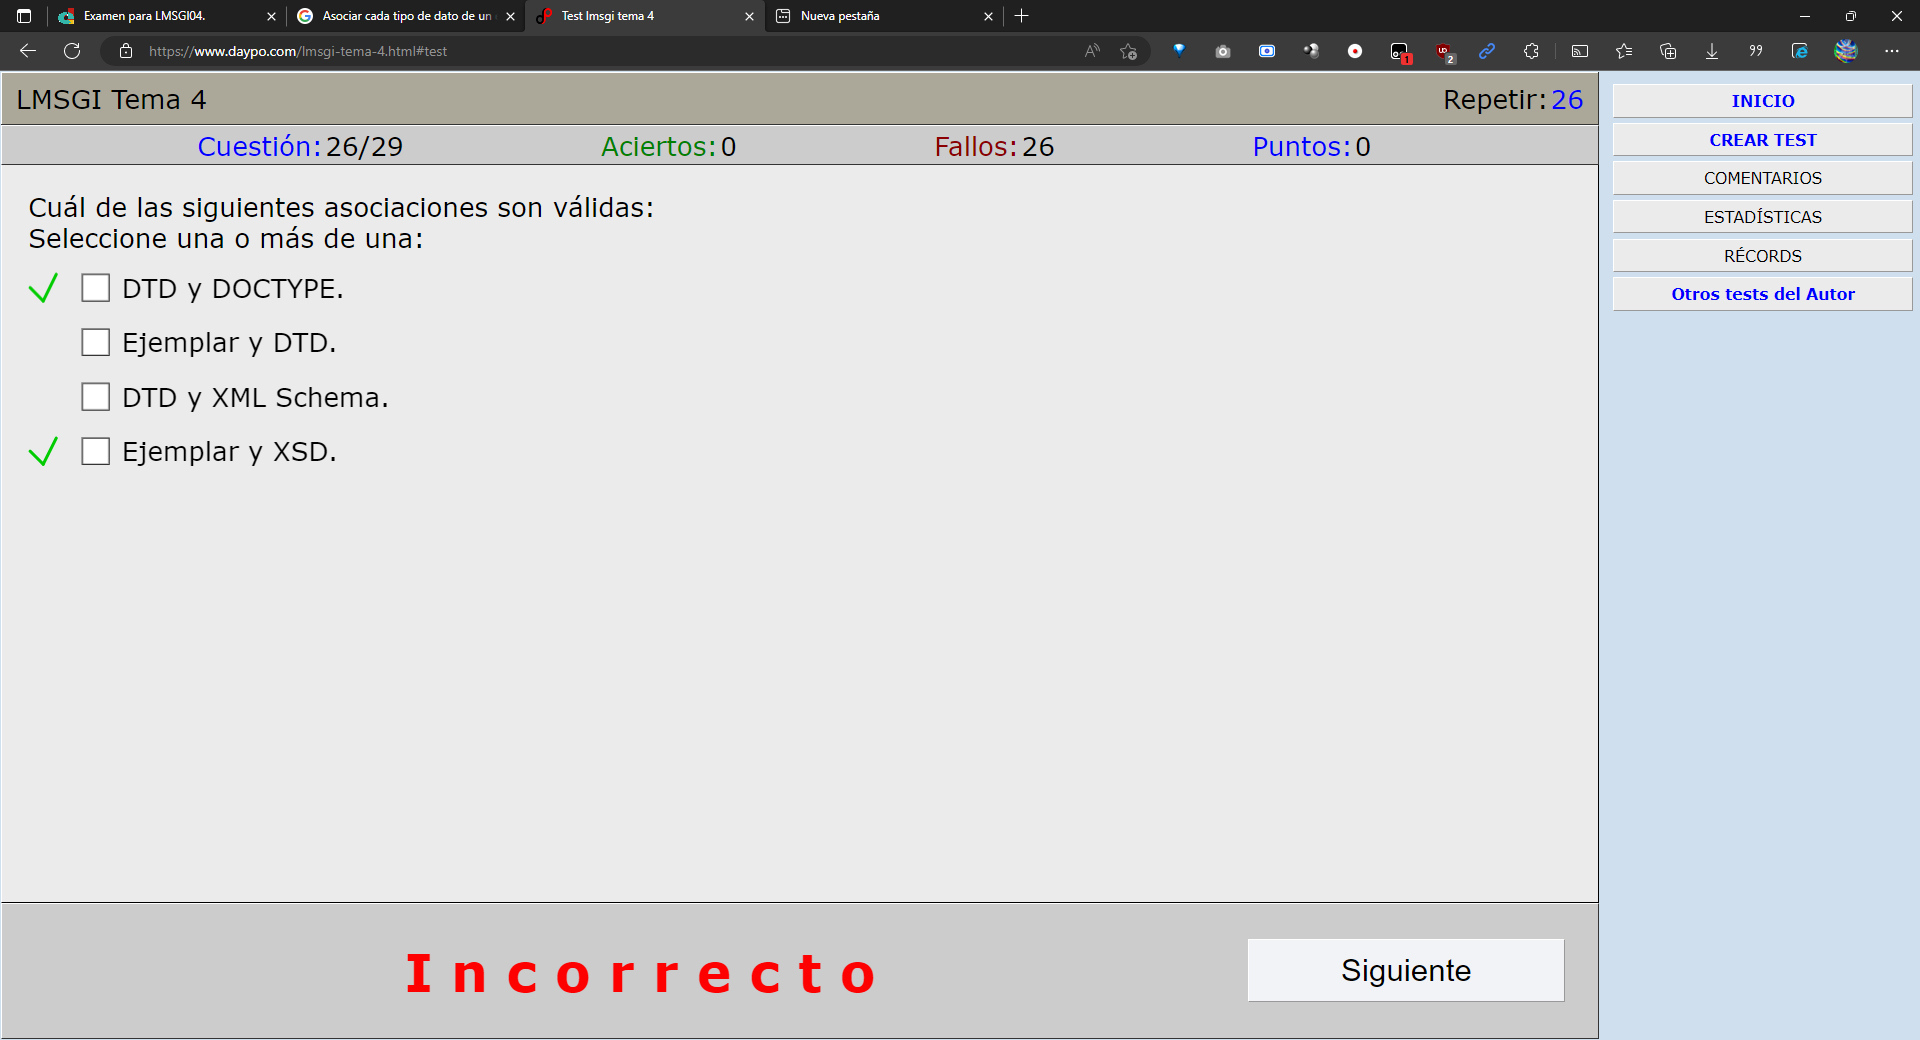 Examen para LMSGI04.
Asociar cada tipo de dato de un
Test lmsgi tema 4
Nueva pestaña
https://www.daypo.com/lmsgi-tema-4.html#test
1
2
LMSGI Tema 4
Repetir: 26
Cuestión: 26/29
Aciertos: 0
Fallos: 26
Puntos: 0
Cuál de las siguientes asociaciones son válidas:
Seleccione una o más de una:
DTD y DOCTYPE.
Ejemplar y DTD.
DTD y XML Schema.
Ejemplar y XSD.
Incorrecto
Siguiente
INICIO
CREAR TEST
COMENTARIOS
ESTADÍSTICAS
RÉCORDS
Otros tests del Autor